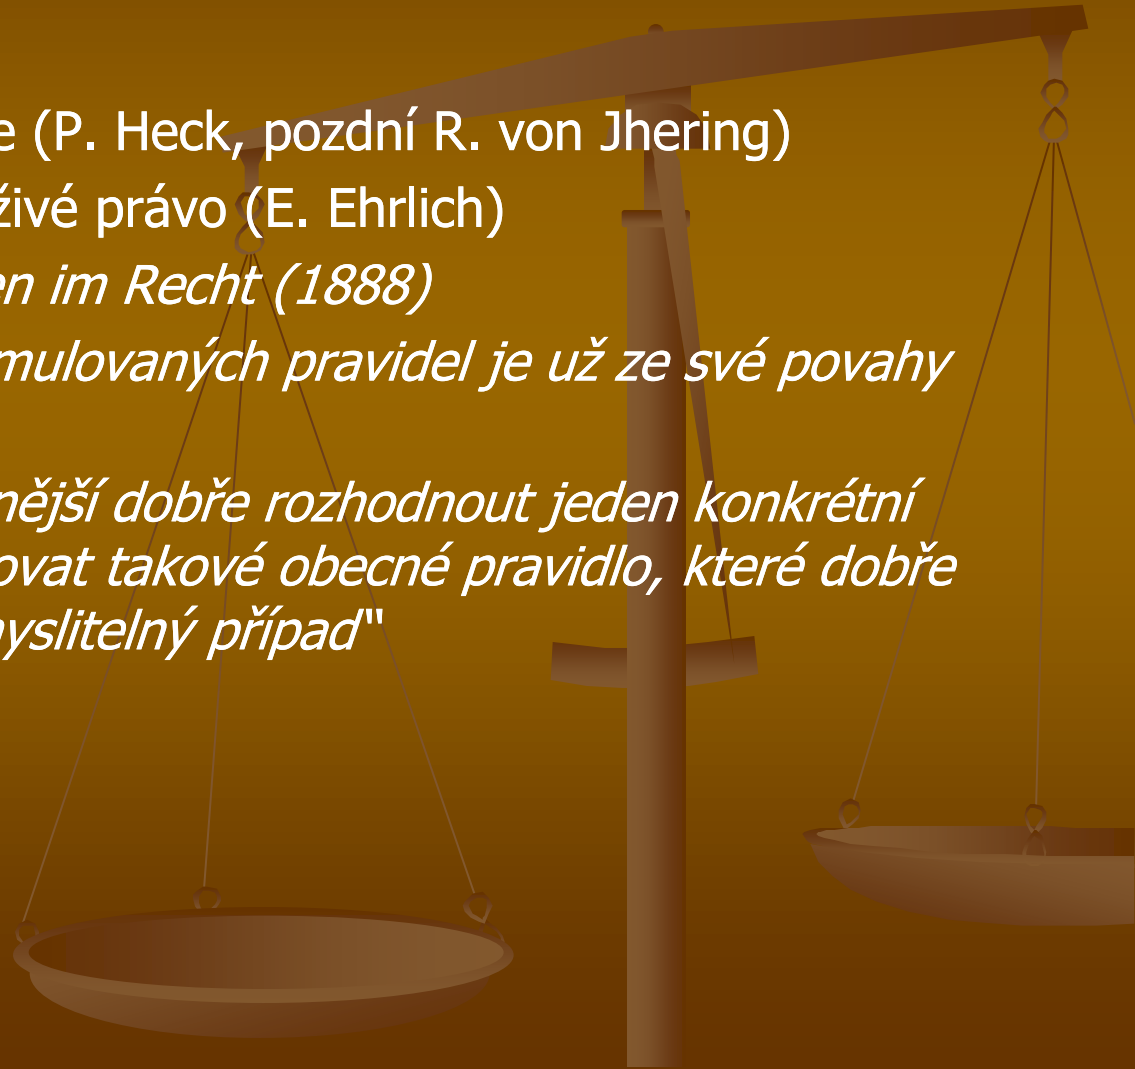 e (P. Heck, pozdní R. von Jhering)
živé právo (E. Ehrlich)
en im Recht (1888)
mulovaných pravidel je už ze své povahy
nější dobře rozhodnout jeden konkrétní
ovat takové obecné pravidlo, které dobře
yslitelný případ“